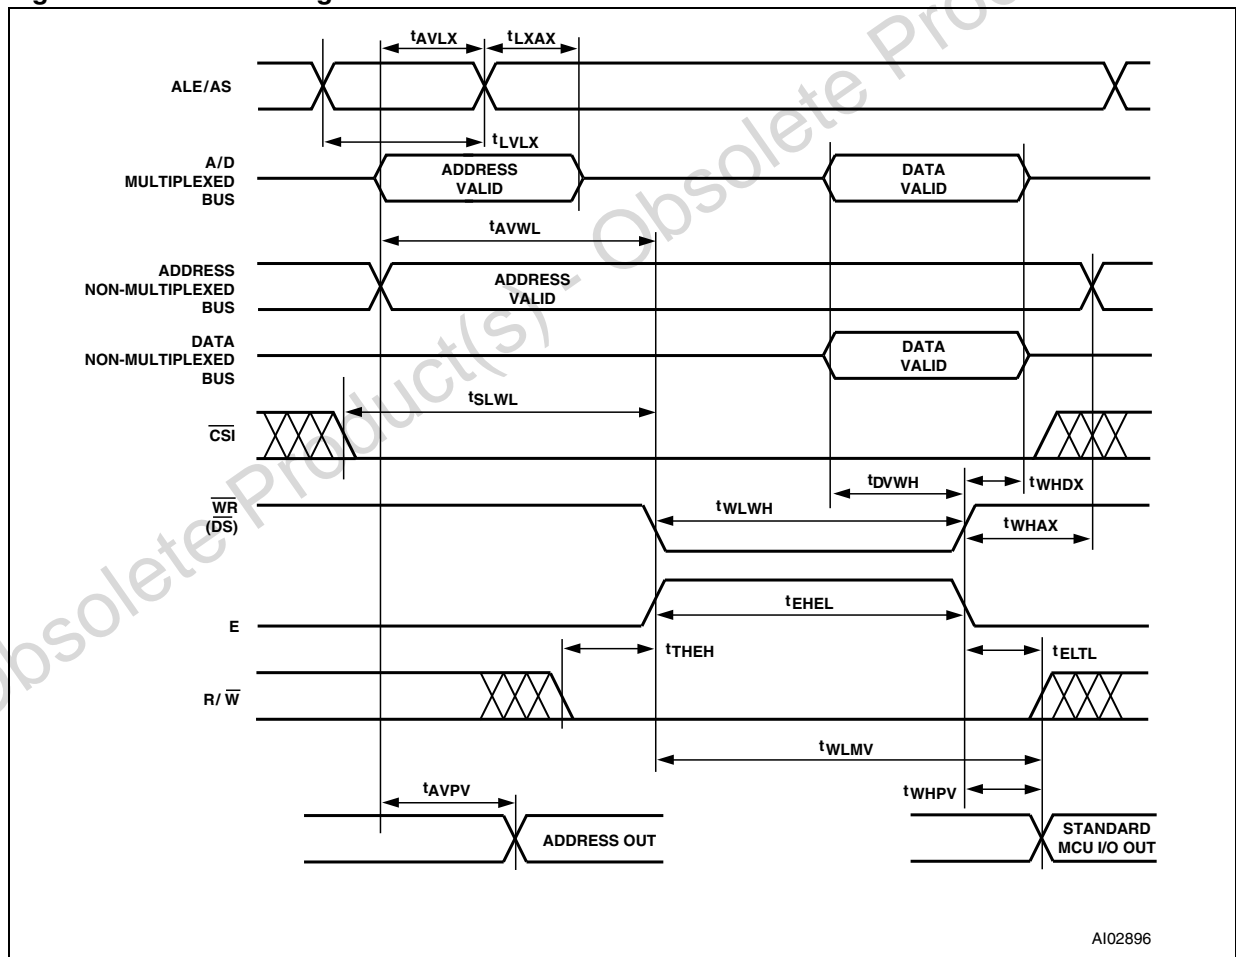 tAVLX tLXAX
ALE/AS
tLVLX
A/D
MULTIPLEXED
BUS
ADDRESS
VALID
DATA
VALID
tAVWL
ADDRESS
NON-MULTIPLEXED
BUS
ADDRESS
VALID
DATA
NON-MULTIPLEXED
BUS
DATA
VALID
tSLWL
CSI
tDVWH
tWHDX
WR
(DS)
tWLWH
tWHAX
tEHEL
E
tTHEH
tELTL
R/ W
tWLMV
tAVPV
tWHPV
ADDRESS OUT
STANDARD
MCU I/O OUT
AI02896
Obsolete Product(s) - Obsolete